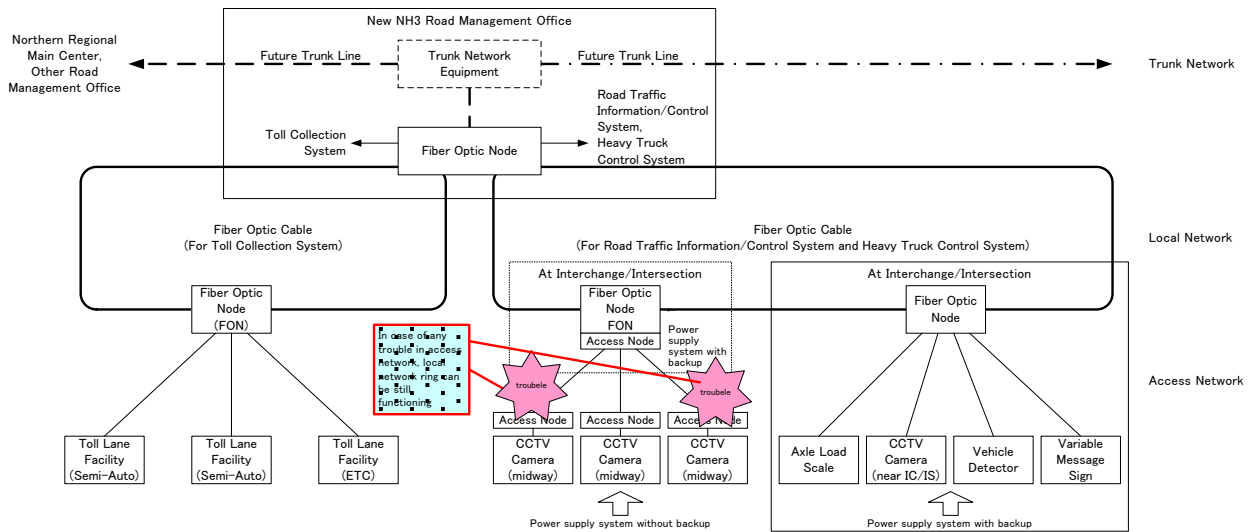 New NH3 Road Management Office
Northern Regional
Main Center,
Other Road
Management Office
Future Trunk Line
Trunk Network
Equipment
Future Trunk Line
Trunk Network
Toll Collection
System
Fiber Optic Node
Road Traffic
Information/Control
System,
Heavy Truck
Control System
Fiber Optic Cable
(For Toll Collection System)
Fiber Optic Cable
(For Road Traffic Information/Control System and Heavy Truck Control System)
Local Network
At Interchange/Intersection
At Interchange/Intersection
Fiber Optic
Node
(FON)
Fiber Optic
Node
FON
Access Node
Power
supply
system with
backup
Fiber Optic
Node
In case of any
trouble in access
network, local
network ring can
be still
functioning
troubele
troubele
Access Network
Access Node
Access Node
Access Node
Toll Lane
Facility
(Semi-Auto)
Toll Lane
Facility
(Semi-Auto)
Toll Lane
Facility
(ETC)
CCTV
Camera
(midway)
CCTV
Camera
(midway)
CCTV
Camera
(midway)
Axle Load
Scale
CCTV
Camera
(near IC/IS)
Vehicle
Detector
Variable
Message
Sign
Power supply system without backup
Power supply system with backup